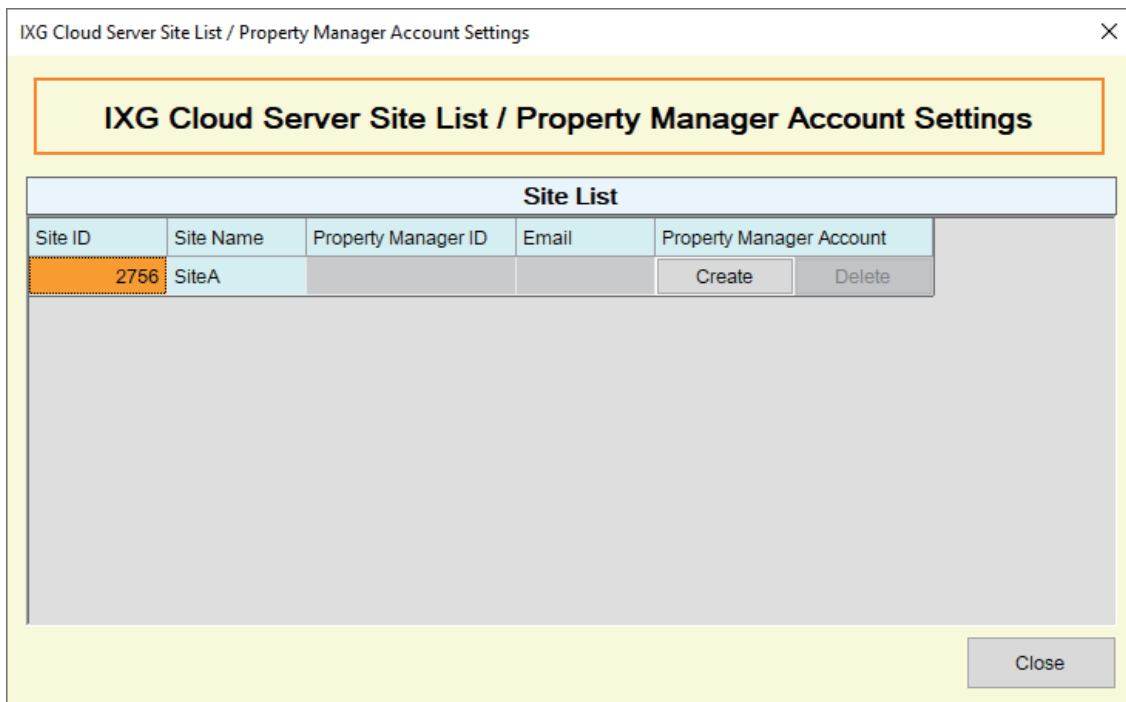 IXG Cloud Server Site List / Property Manager Account Settings
IXG Cloud Server Site List / Property Manager Account Settings
Site List
Site ID Site Name Property Manager ID Email Property Manager Account
2756 SiteA Create Delete
Close